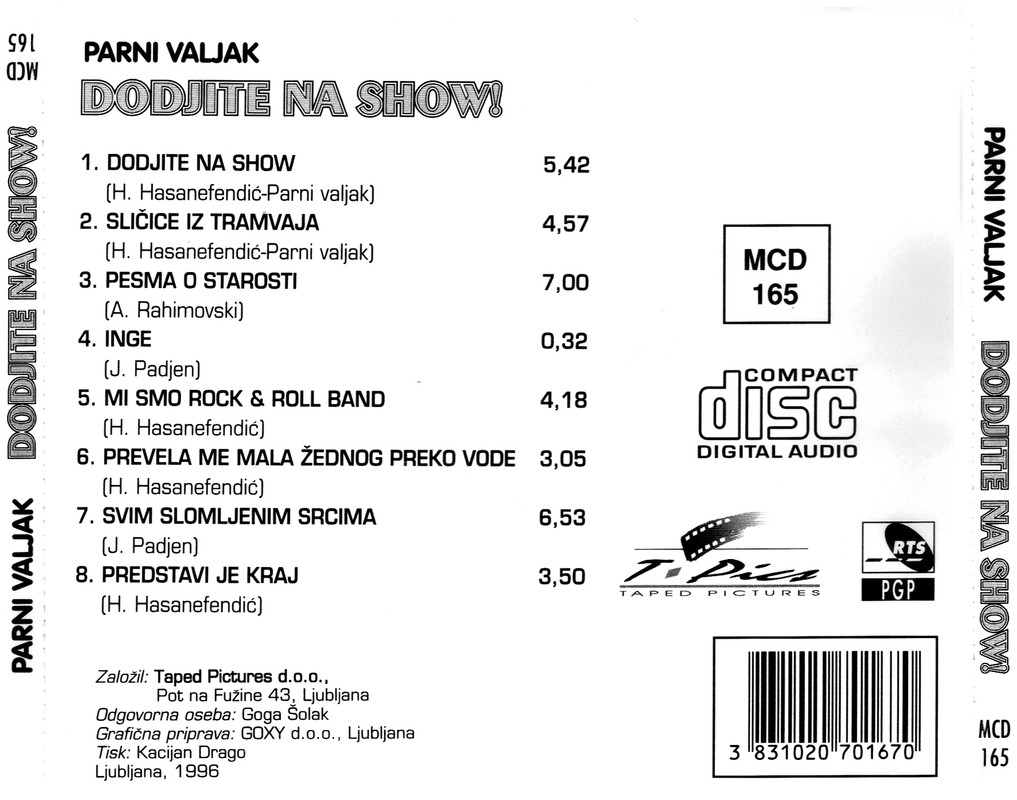 MCD 165
DODJITE NA SHOW!
PARNI VALJAK
PARNI VALJAK
DODJITE NA SHOW!
1. DODJITE NA SHOW 5,42
(H. Hasanefendić-Parni valjak)
2. SLIČICE IZ TRAMVAJA 4,57
(H. Hasanefendić-Parni valjak)
3. PESMA O STAROSTI 7,00
(A. Rahimovski)
4. INGE 0,32
(J. Padjen)
5. MI SMO ROCK & ROLL BAND 4,18
(H. Hasanefendić)
6. PREVELA ME MALA ŽEDNOG PREKO VODE 3,05
(H. Hasanefendić)
7. SVIM SLOMLJENIM SRCIMA 6,53
(J. Padjen)
8. PREDSTAVI JE KRAJ 3,50
(H. Hasanefendić)
Založil: Taped Pictures d.o.o.,
Pot na Fužine 43, Ljubljana
Odgovorna oseba: Goga Šolak
Grafična priprava: GOXY d.o.o., Ljubljana
Tisk: Kacijan Drago
Ljubljana, 1996
MCD
165
COMPACT
disc
DIGITAL AUDIO
T·Pics
TAPED PICTURES
RTS
PGP
3 831020 701670
PARNI VALJAK
DODJITE NA SHOW!
MCD
165